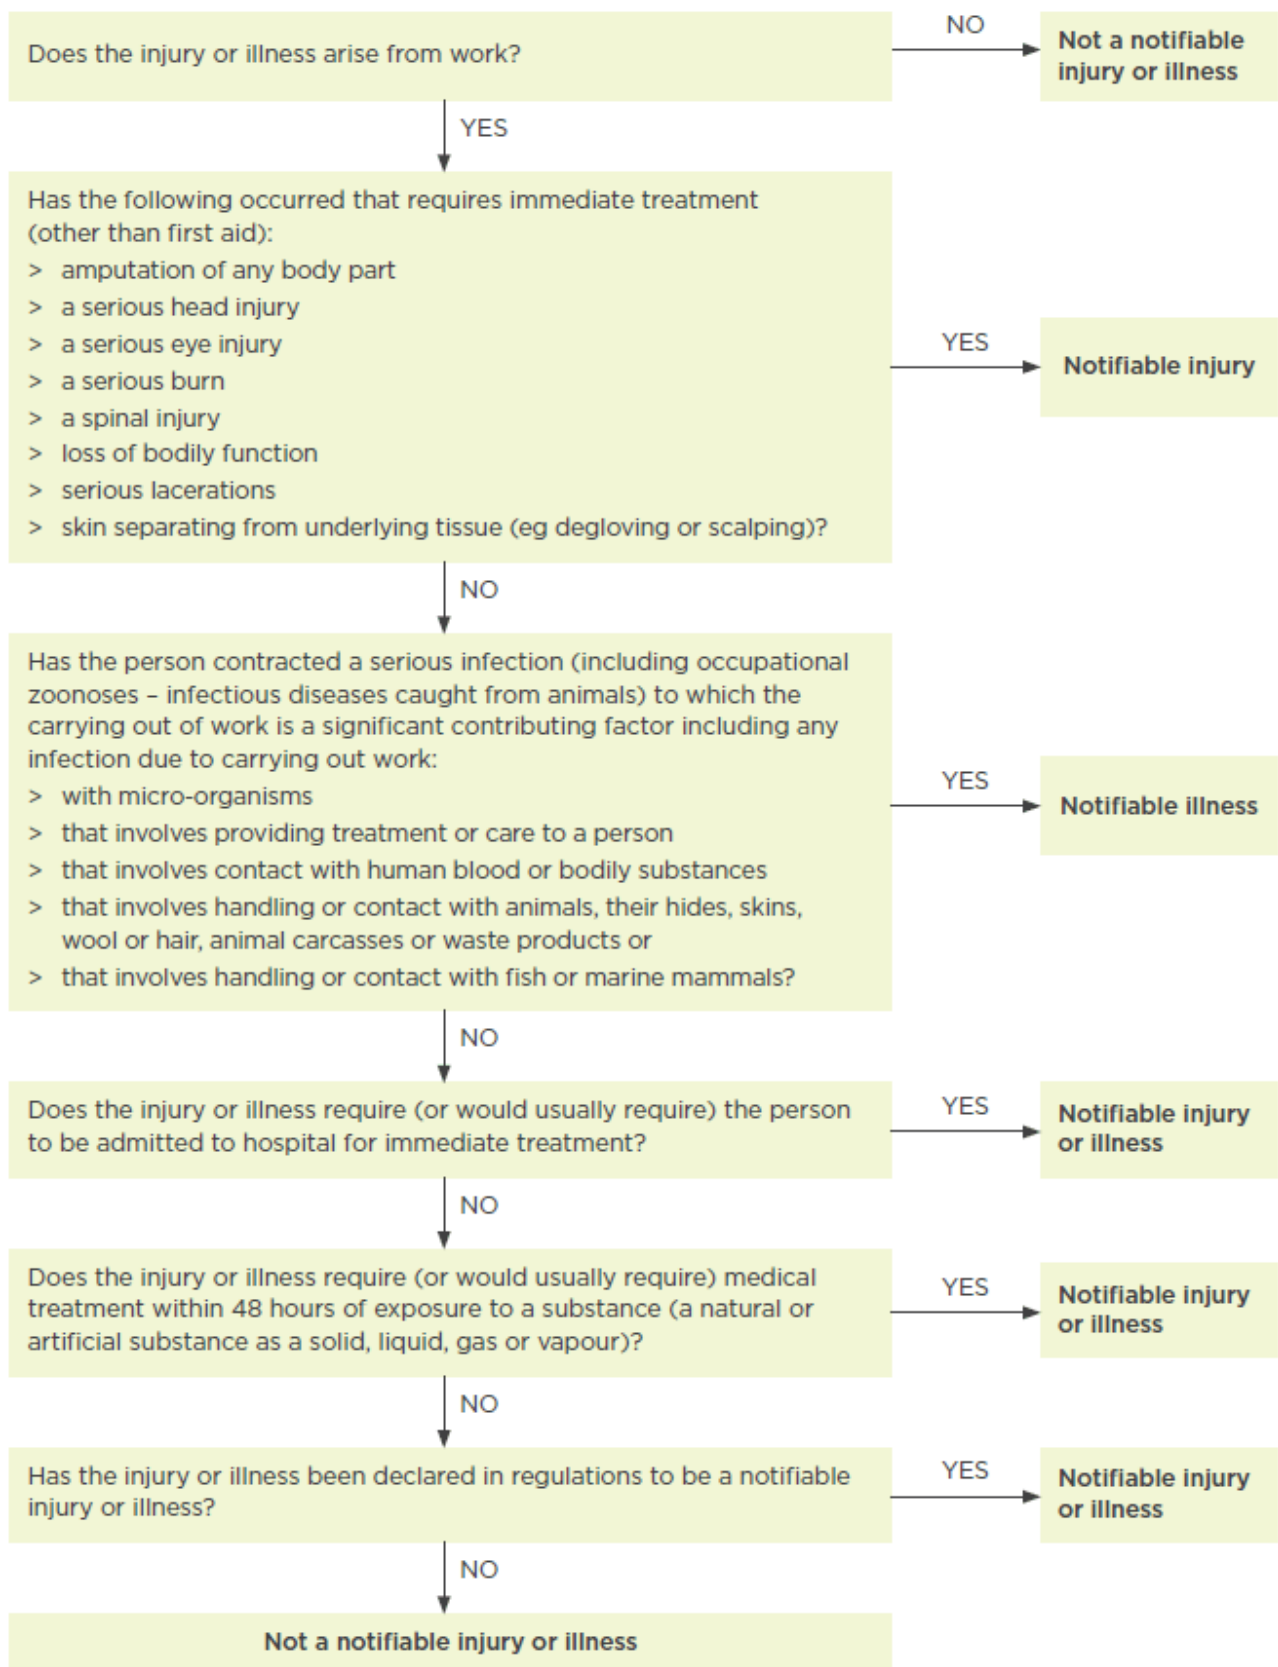 Does the injury or illness arise from work?
NO
Not a notifiable
injury or illness
YES
Has the following occurred that requires immediate treatment
(other than first aid):
> amputation of any body part
> a serious head injury
> a serious eye injury
> a serious burn
> a spinal injury
> loss of bodily function
> serious lacerations
> skin separating from underlying tissue (eg degloving or scalping)?
YES
Notifiable injury
NO
Has the person contracted a serious infection (including occupational
zoonoses – infectious diseases caught from animals) to which the
carrying out of work is a significant contributing factor including any
infection due to carrying out work:
> with micro-organisms
> that involves providing treatment or care to a person
> that involves contact with human blood or bodily substances
> that involves handling or contact with animals, their hides, skins,
wool or hair, animal carcasses or waste products or
> that involves handling or contact with fish or marine mammals?
YES
Notifiable illness
NO
Does the injury or illness require (or would usually require) the person
to be admitted to hospital for immediate treatment?
YES
Notifiable injury
or illness
NO
Does the injury or illness require (or would usually require) medical
treatment within 48 hours of exposure to a substance (a natural or
artificial substance as a solid, liquid, gas or vapour)?
YES
Notifiable injury
or illness
NO
Has the injury or illness been declared in regulations to be a notifiable
injury or illness?
YES
Notifiable injury
or illness
NO
Not a notifiable injury or illness